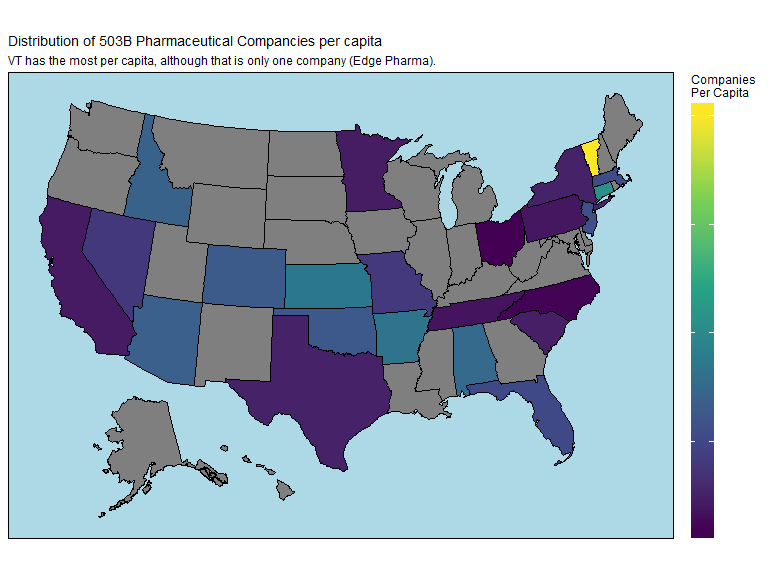 Distribution of 503B Pharmaceutical Compancies per capita
VT has the most per capita, although that is only one company (Edge Pharma).
Companies
Per Capita